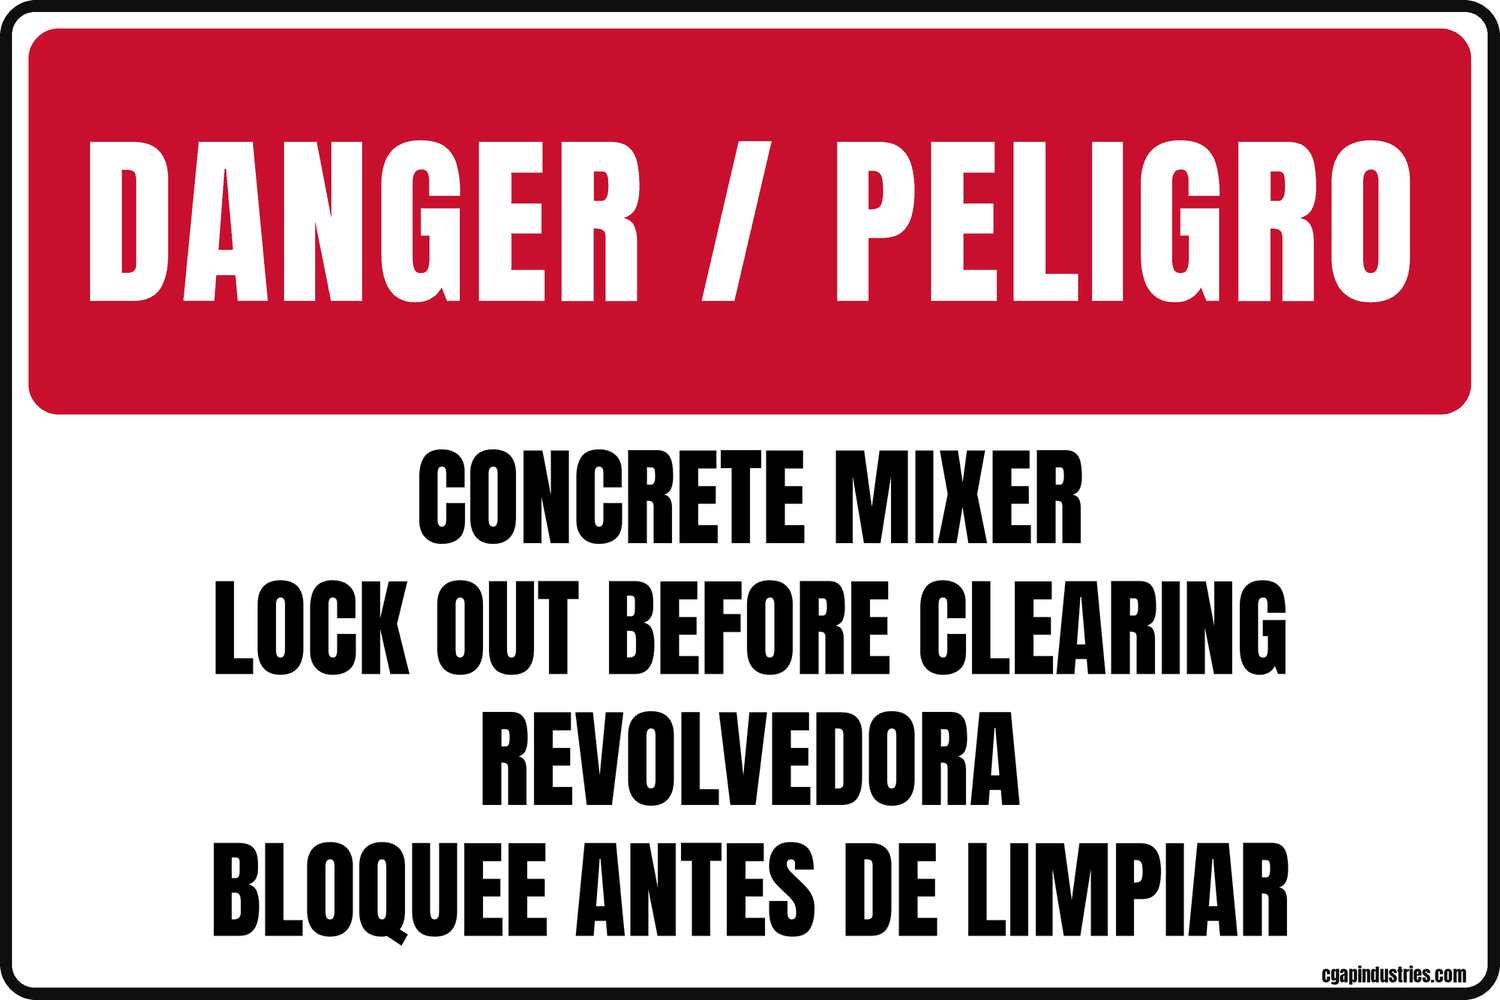 DANGER / PELIGRO
CONCRETE MIXER
LOCK OUT BEFORE CLEARING
REVOLVEDORA
BLOQUEE ANTES DE LIMPIAR
cgapindustries.com